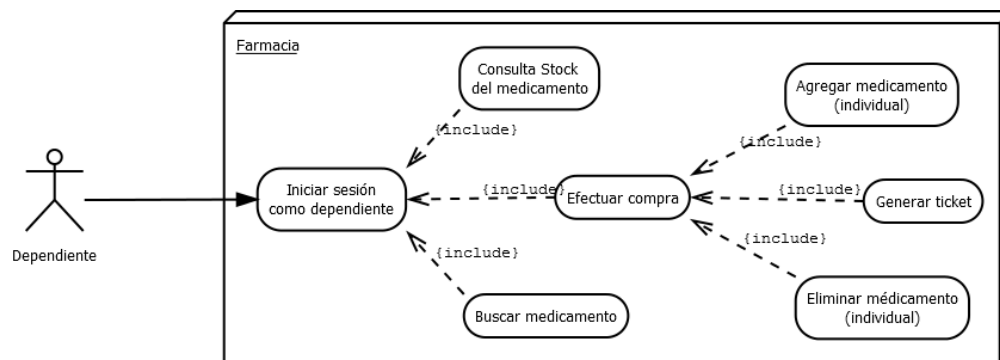 Farmacia
Consulta Stock
del medicamento
Agregar medicamento
(individual)
{include}
{include}
Iniciar sesión
como dependiente
{include}
Efectuar compra
{include}
Generar ticket
Dependiente
{include}
{include}
Buscar medicamento
Eliminar médicamento
(individual)